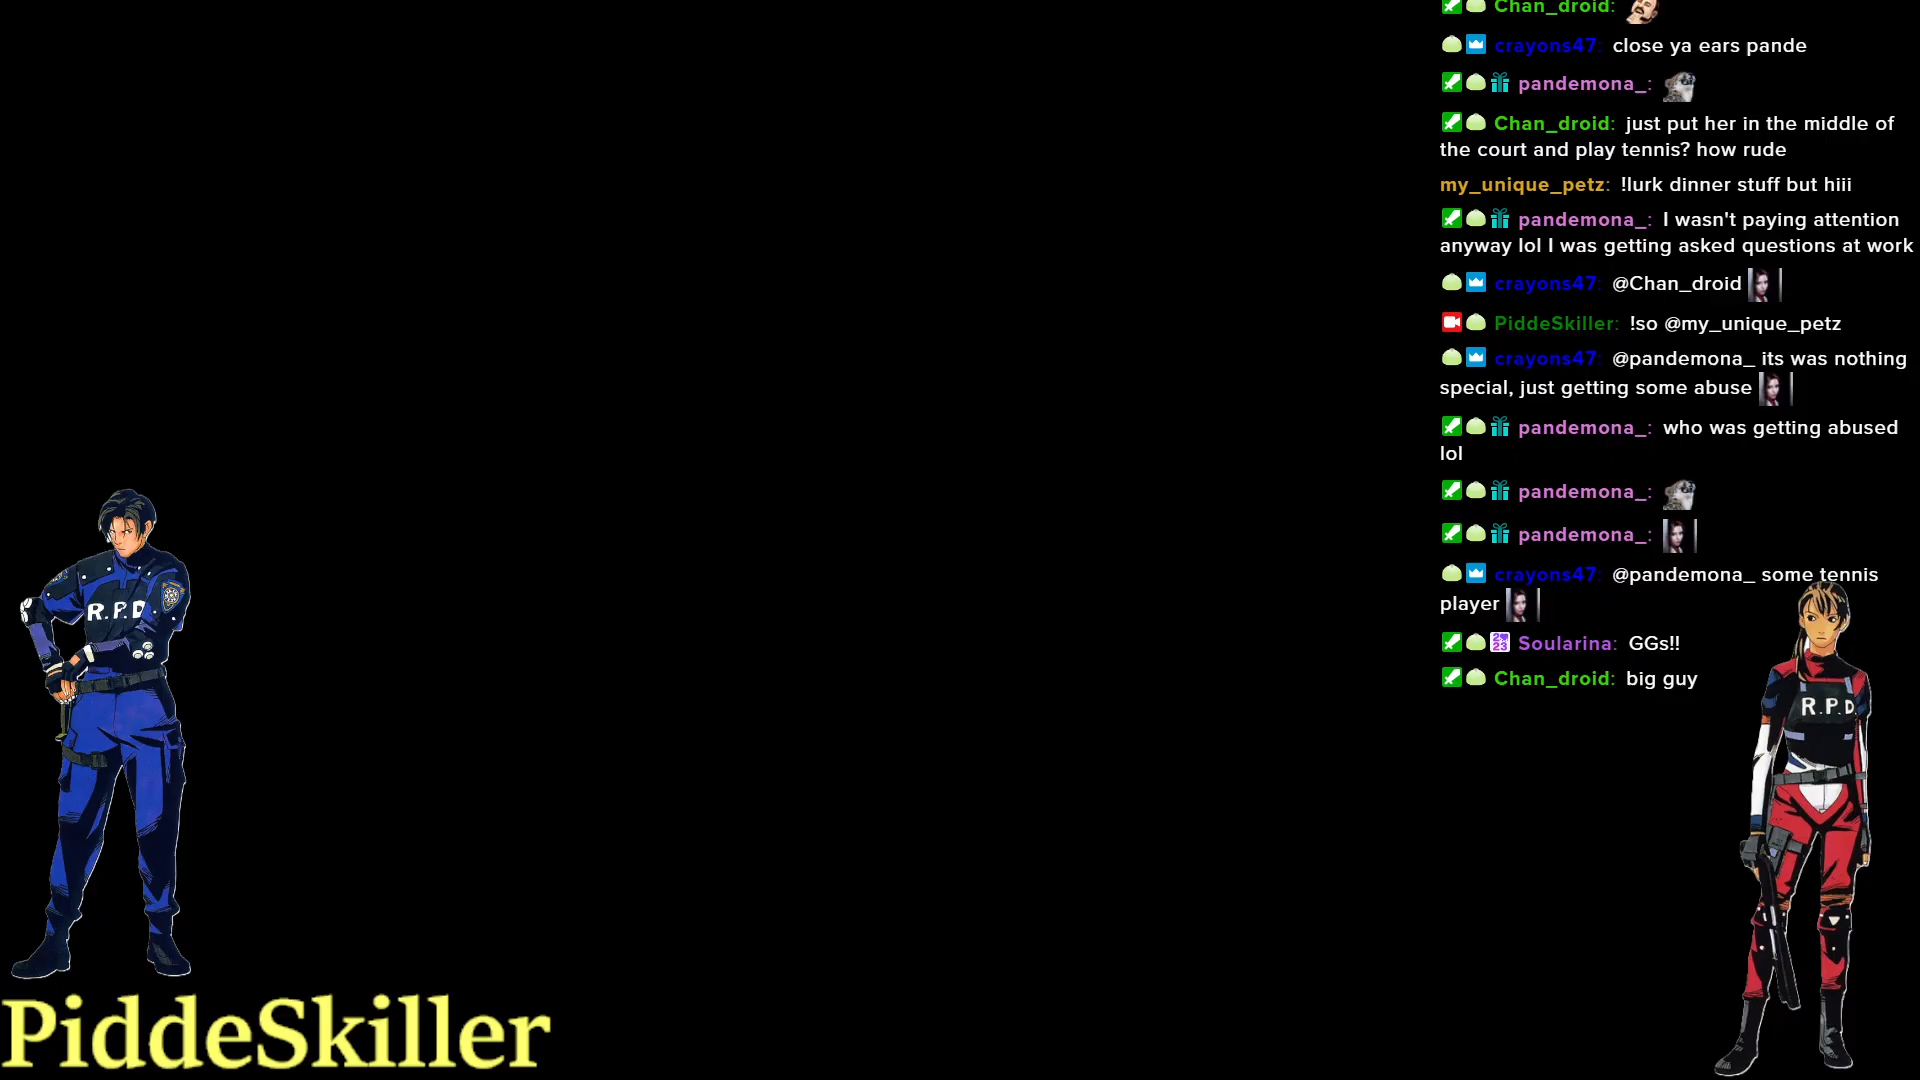 Chan_droid:
crayons47: close ya ears pande
pandemona_:
Chan_droid: just put her in the middle of
the court and play tennis? how rude
my_unique_petz: !lurk dinner stuff but hiii
pandemona_: I wasn't paying attention
anyway lol I was getting asked questions at work
crayons47: @Chan_droid
PiddeSkiller: !so @my_unique_petz
crayons47: @pandemona_ its was nothing
special, just getting some abuse
pandemona_: who was getting abused
lol
pandemona_:
pandemona_:
crayons47: @pandemona_ some tennis
player
Soularina: GGs!!
Chan_droid: big guy
R.P.D
R.P.D.
PiddeSkiller